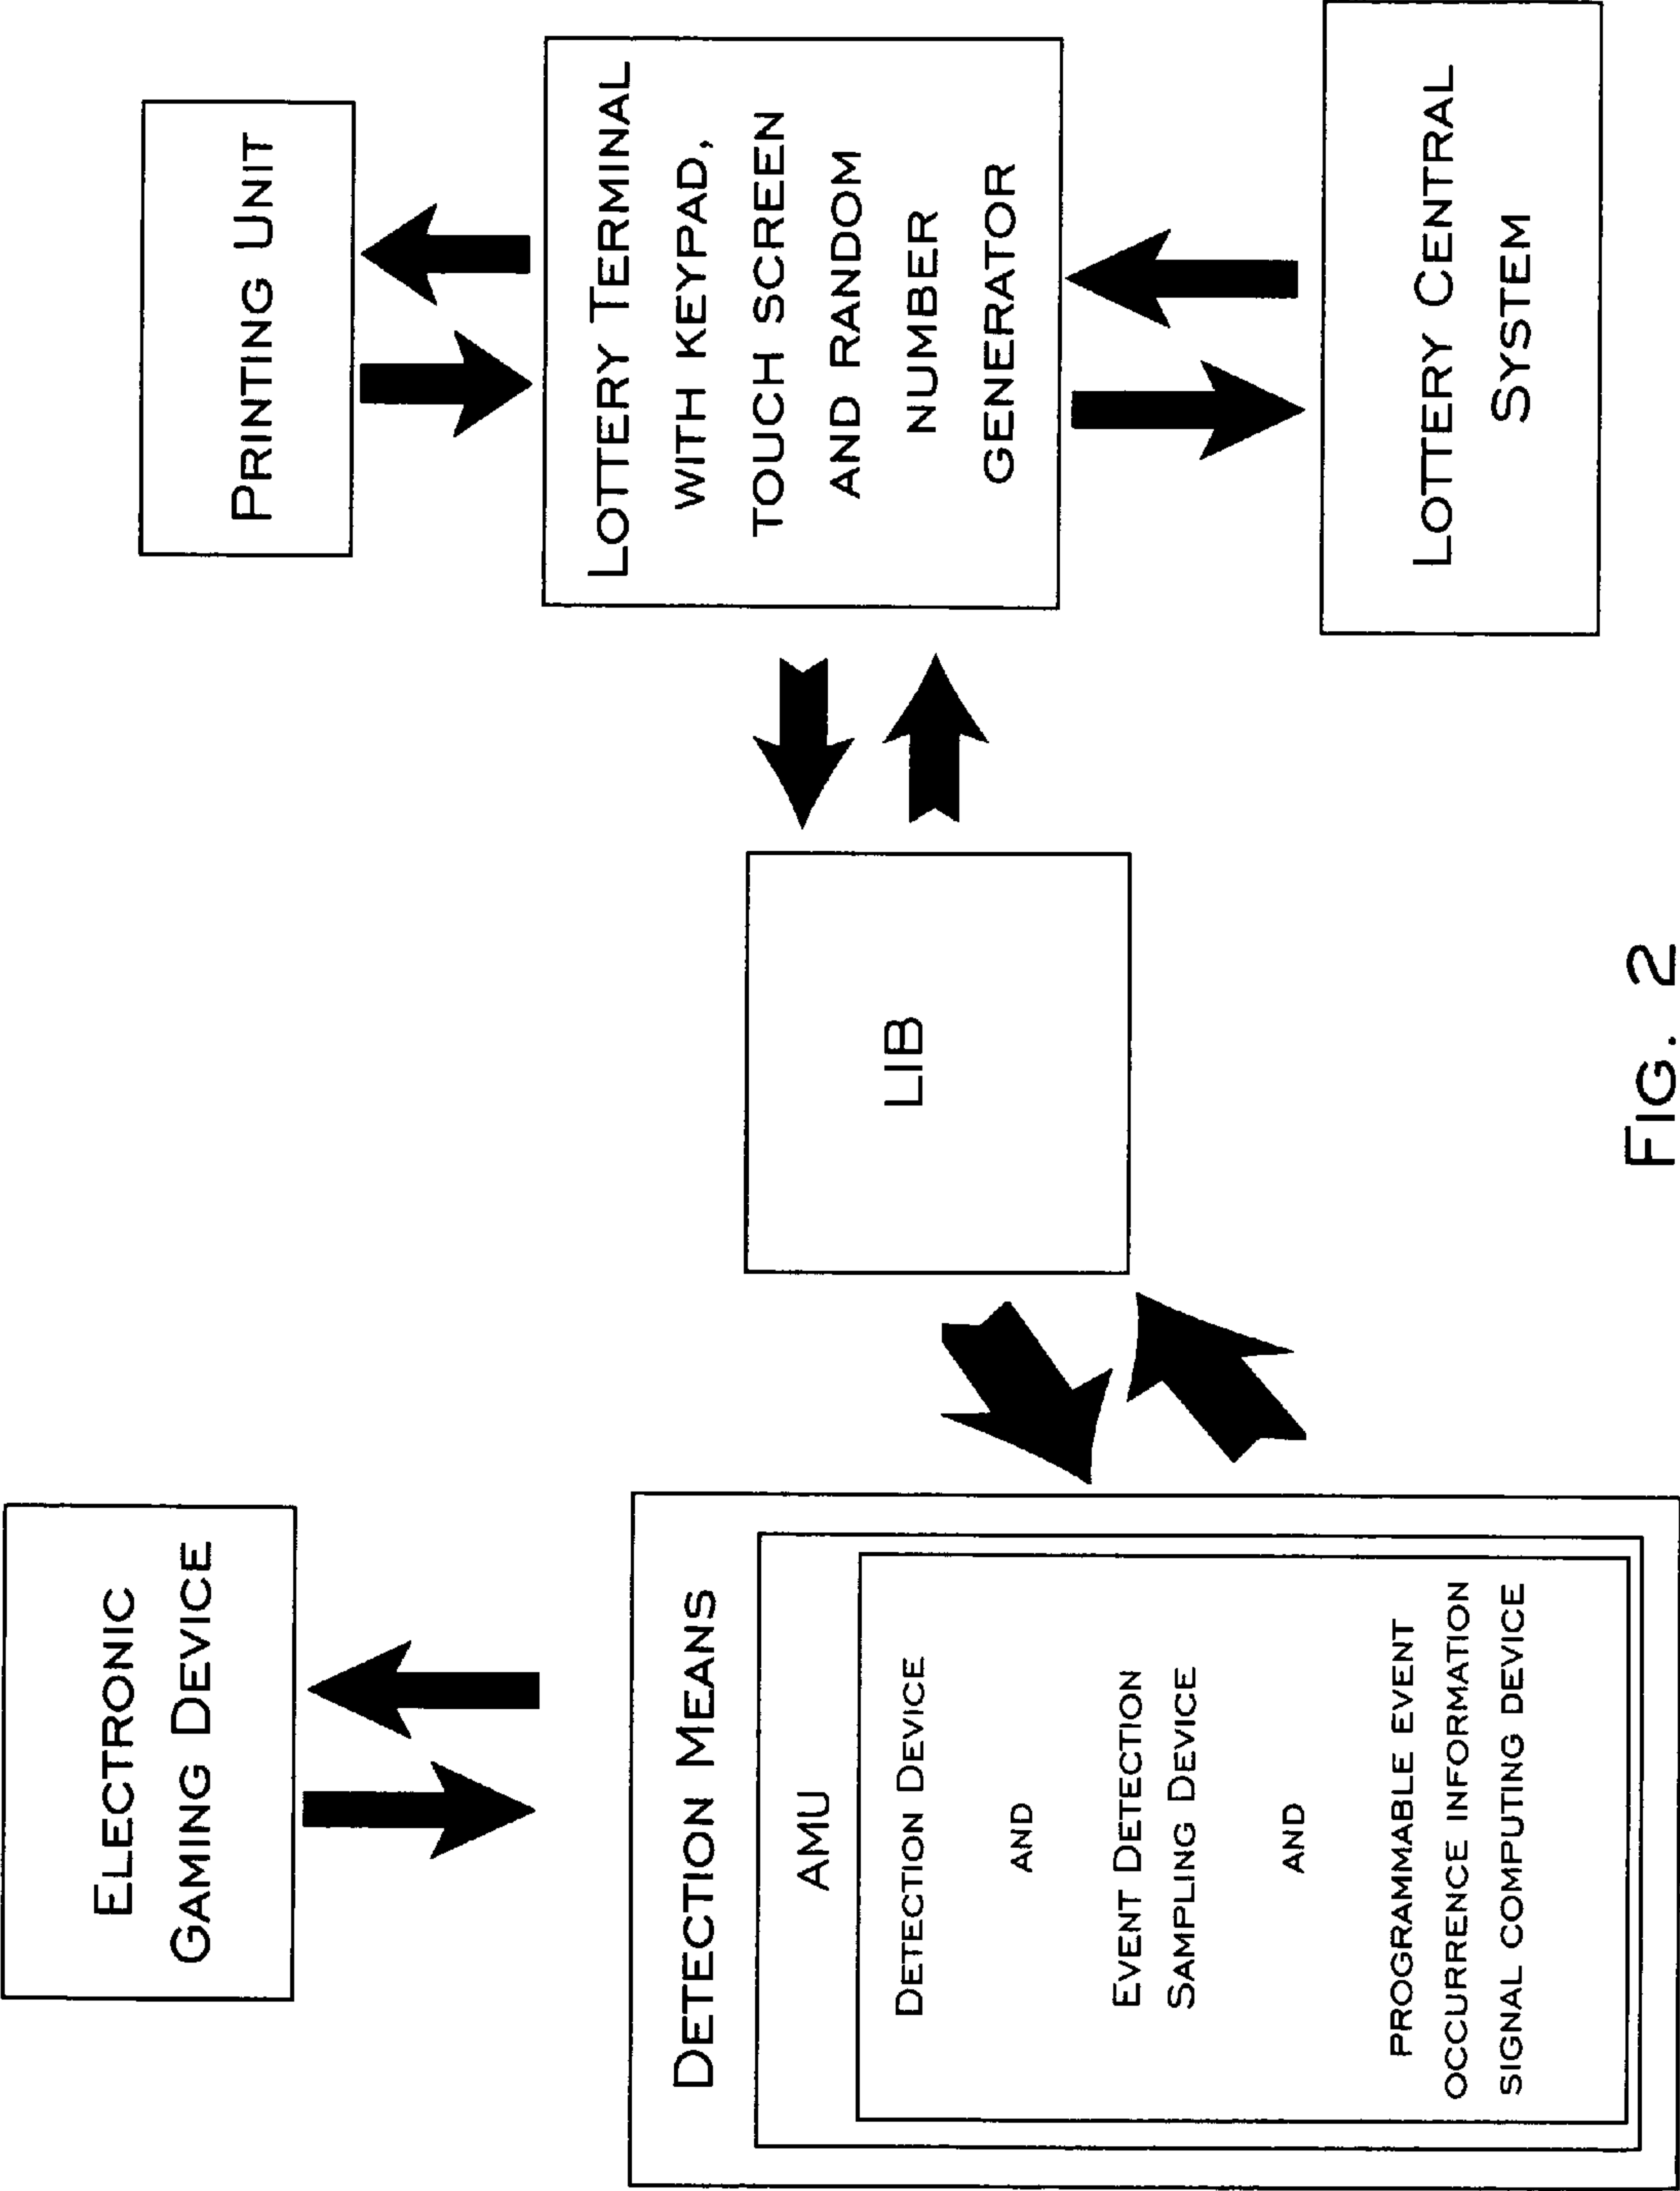 ELECTRONIC
GAMING DEVICE
DETECTION MEANS
AMU
DETECTION DEVICE
AND
EVENT DETECTION
SAMPLING DEVICE
AND
PROGRAMMABLE EVENT
OCCURRENCE INFORMATION
SIGNAL COMPUTING DEVICE
LIB
PRINTING UNIT
LOTTERY TERMINAL
WITH KEYPAD,
TOUCH SCREEN
AND RANDOM
NUMBER
GENERATOR
LOTTERY CENTRAL
SYSTEM
FIG. 2